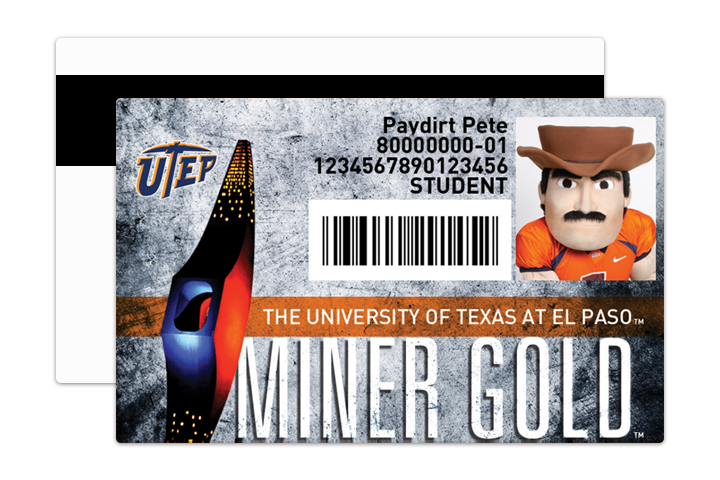 UTEP
Paydirt Pete
80000000-01
1234567890123456
STUDENT
THE UNIVERSITY OF TEXAS AT EL PASO™
MINER GOLD™